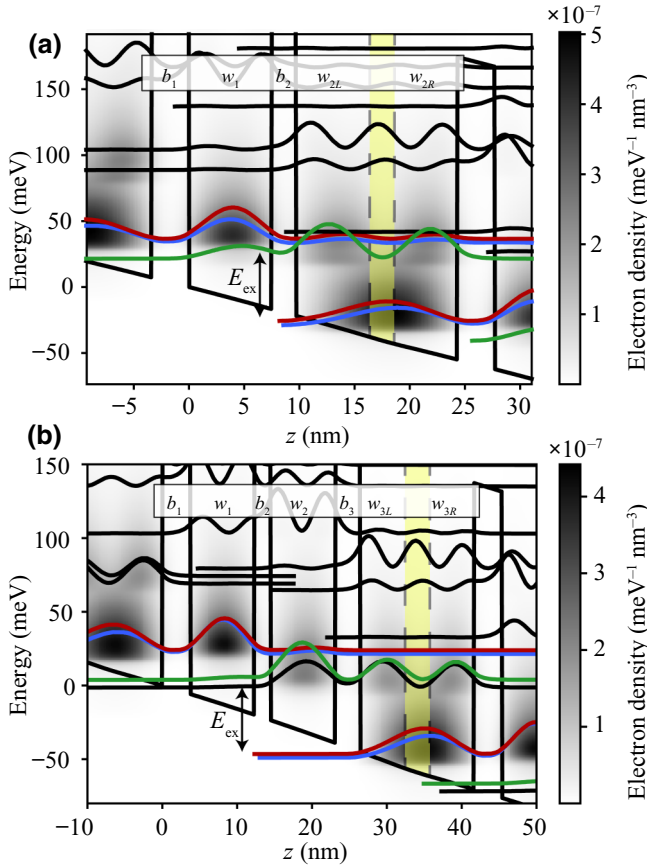 (a)
×10⁻⁷
b₁ w₁ b₂ w₂L w₂R
Energy (meV)
150
100
50
0
−50
E_ex
−5 0 5 10 15 20 25 30
z (nm)
5
4
3
2
1
Electron density (meV⁻¹ nm⁻³)
(b)
×10⁻⁷
b₁ w₁ b₂ w₂ b₃ w₃L w₃R
Energy (meV)
150
100
50
0
−50
E_ex
−10 0 10 20 30 40 50
z (nm)
4
3
2
1
Electron density (meV⁻¹ nm⁻³)